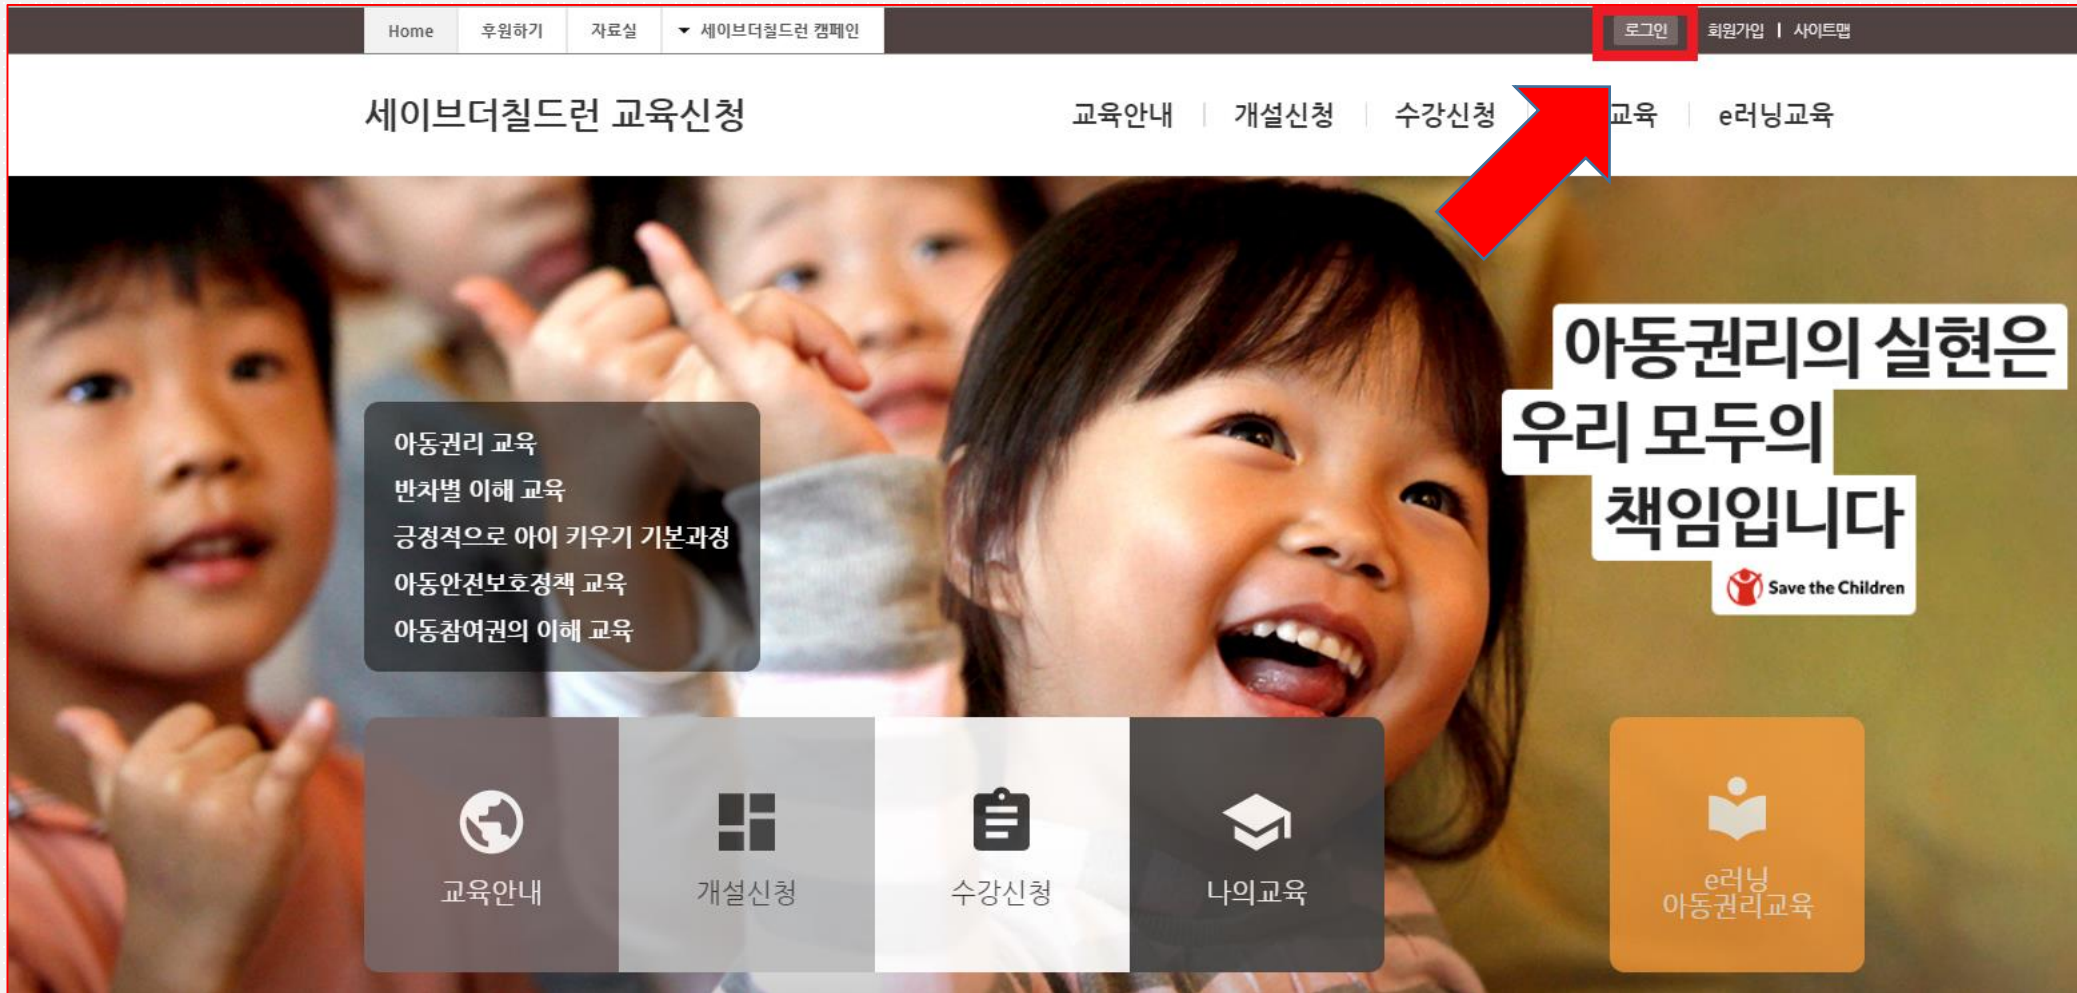 Home 후원하기 자료실 세이브더칠드런 캠페인 로그인 회원가입 | 사이트맵
세이브더칠드런 교육신청 교육안내 개설신청 수강신청 교육 e러닝교육
아동권리의 실현은
우리 모두의
책임입니다
Save the Children
아동권리 교육
반차별 이해 교육
긍정적으로 아이 키우기 기본과정
아동안전보호정책 교육
아동참여권의 이해 교육
교육안내 개설신청 수강신청 나의교육
e러닝
아동권리교육